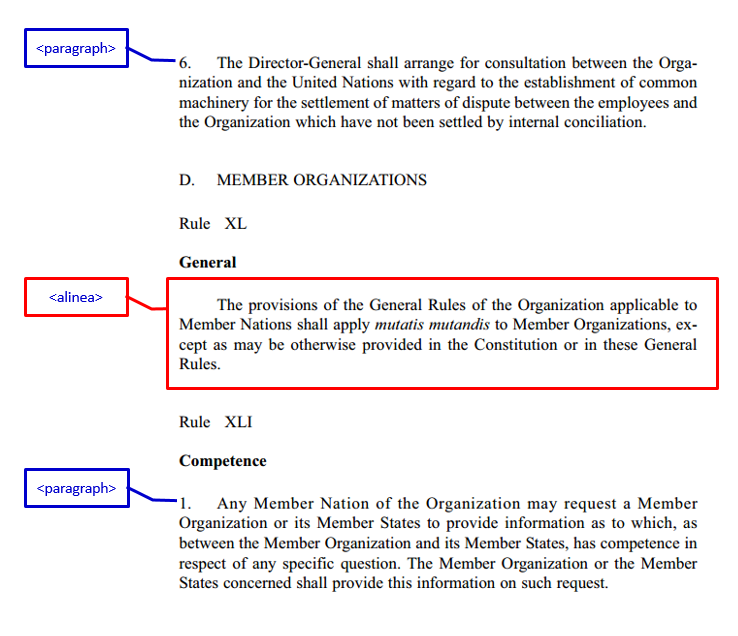 <paragraph>
6. The Director-General shall arrange for consultation between the Orga-
nization and the United Nations with regard to the establishment of common
machinery for the settlement of matters of dispute between the employees and
the Organization which have not been settled by internal conciliation.
D. MEMBER ORGANIZATIONS
Rule XL
General
<alinea>
The provisions of the General Rules of the Organization applicable to
Member Nations shall apply mutatis mutandis to Member Organizations, ex-
cept as may be otherwise provided in the Constitution or in these General
Rules.
Rule XLI
Competence
<paragraph>
1. Any Member Nation of the Organization may request a Member
Organization or its Member States to provide information as to which, as
between the Member Organization and its Member States, has competence in
respect of any specific question. The Member Organization or the Member
States concerned shall provide this information on such request.